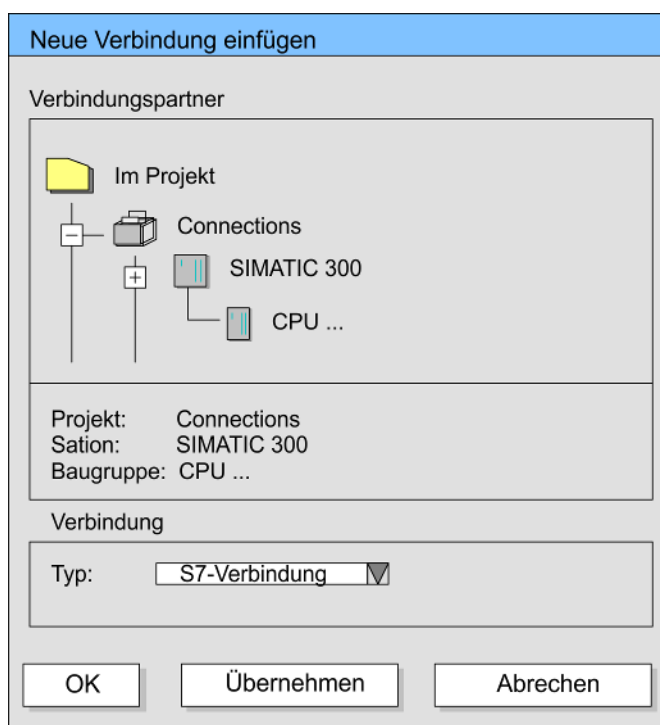 Neue Verbindung einfügen
Verbindungspartner
Im Projekt
Connections
SIMATIC 300
CPU ...
Projekt: Connections
Sation: SIMATIC 300
Baugruppe: CPU ...
Verbindung
Typ: S7-Verbindung
OK Übernehmen Abrechen